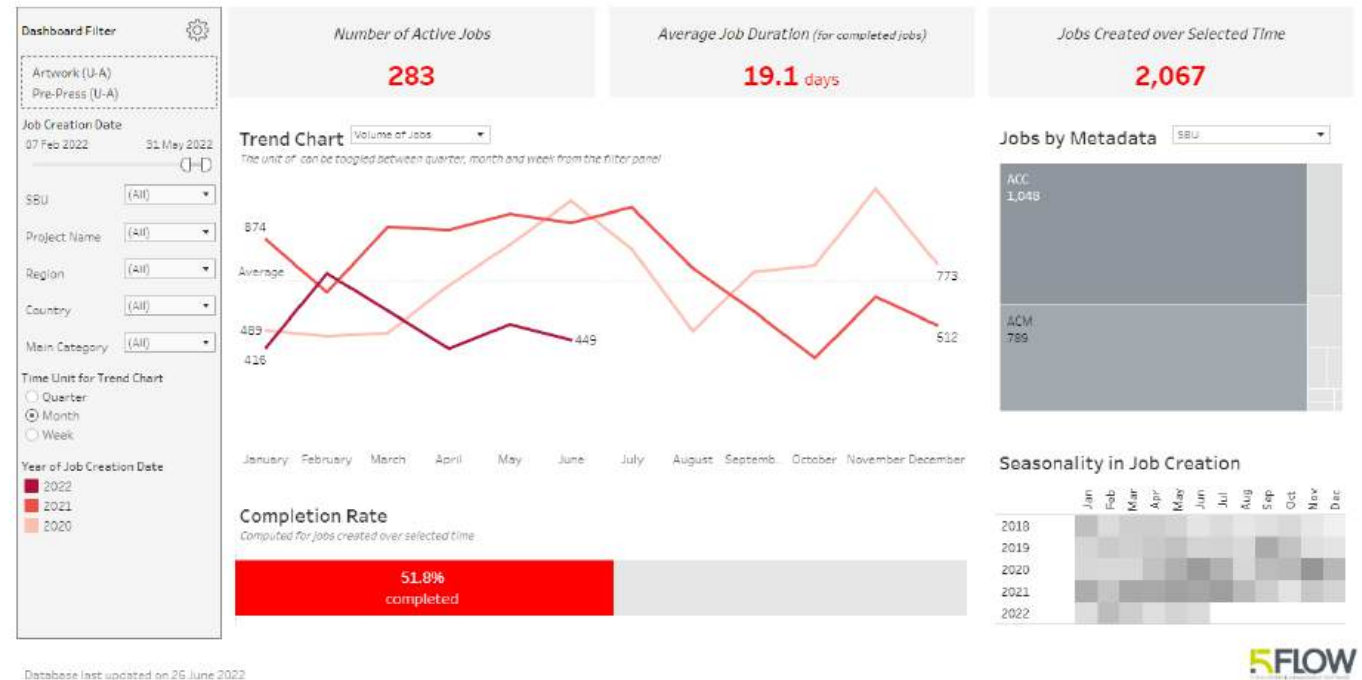 Dashboard Filter
Artwork (U-A)
Pre-Press (U-A)
Job Creation Date
07 Feb 2022 31 May 2022
SBU (All)
Project Name (All)
Region (All)
Country (All)
Main Category (All)
Time Unit for Trend Chart
Quarter
Month
Week
Year of Job Creation Date
2022
2021
2020
Number of Active Jobs
283
Average Job Duration (for completed jobs)
19.1 days
Jobs Created over Selected Time
2,067
Trend Chart Volume of Jobs
The unit of can be toogled between quarter, month and week from the filter panel
874
Average
489
416
449
773
512
January February March April May June July August Septemb.. October November December
Completion Rate
Computed for jobs created over selected time
51.8%
completed
Jobs by Metadata SBU
ACC
1,048
ACM
789
Seasonality in Job Creation
Jan Feb Mar Apr May Jun Jul Aug Sep Oct Nov Dec
2018
2019
2020
2021
2022
5FLOW
Database last updated on 26 June 2022